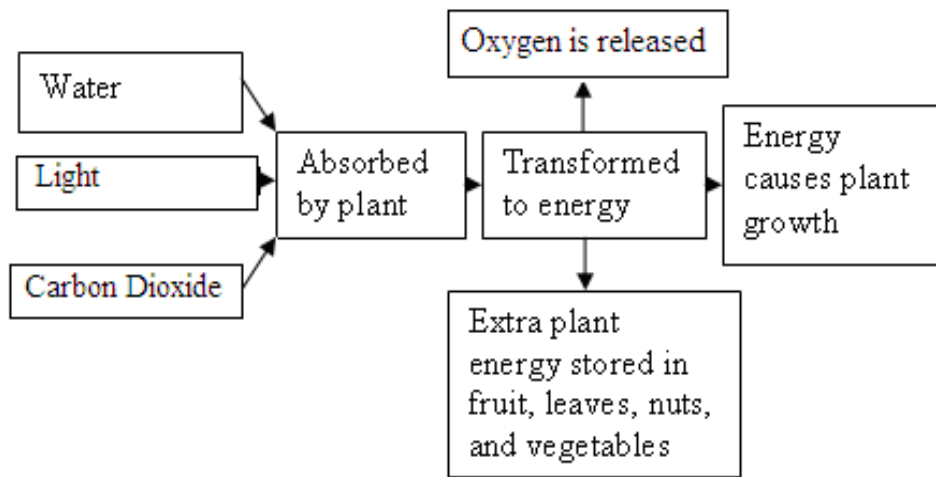 Oxygen is released
Water
Light
Carbon Dioxide
Absorbed
by plant
Transformed
to energy
Energy
causes plant
growth
Extra plant
energy stored in
fruit, leaves, nuts,
and vegetables